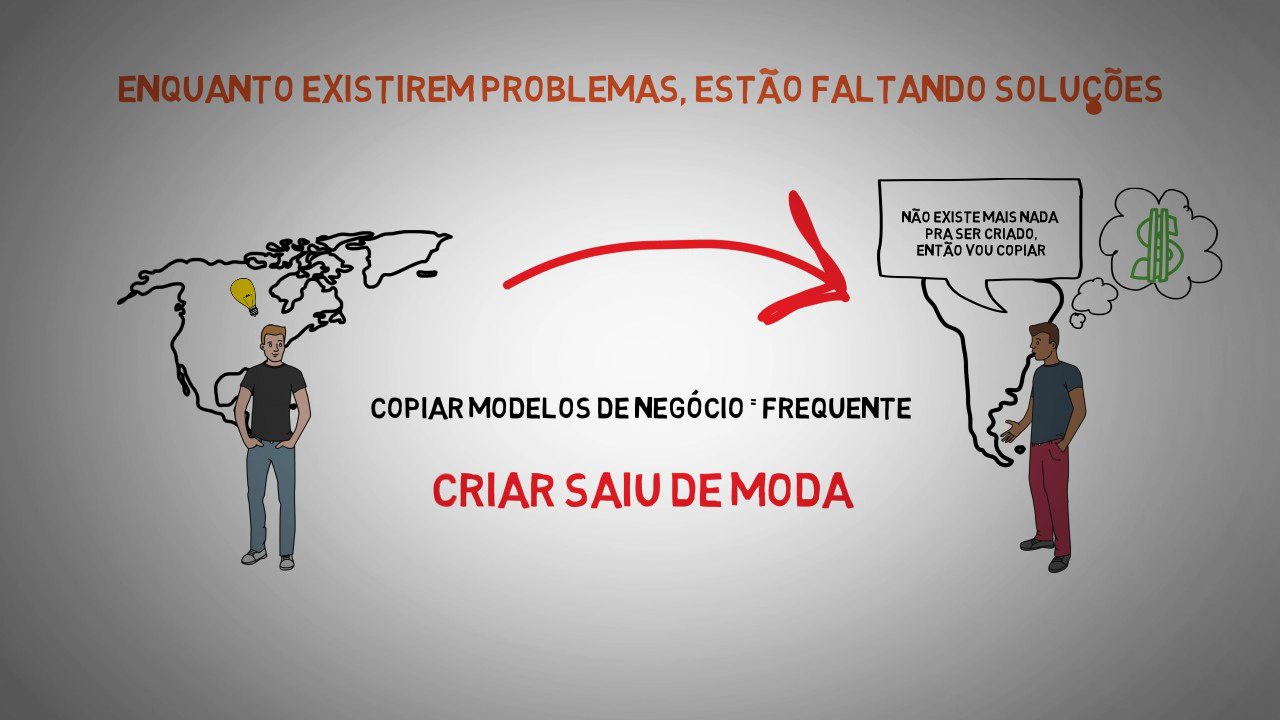 ENQUANTO EXISTIREM PROBLEMAS, ESTÃO FALTANDO SOLUÇÕES
NÃO EXISTE MAIS NADA
PRA SER CRIADO,
ENTÃO VOU COPIAR
COPIAR MODELOS DE NEGÓCIO = FREQUENTE
CRIAR SAIU DE MODA